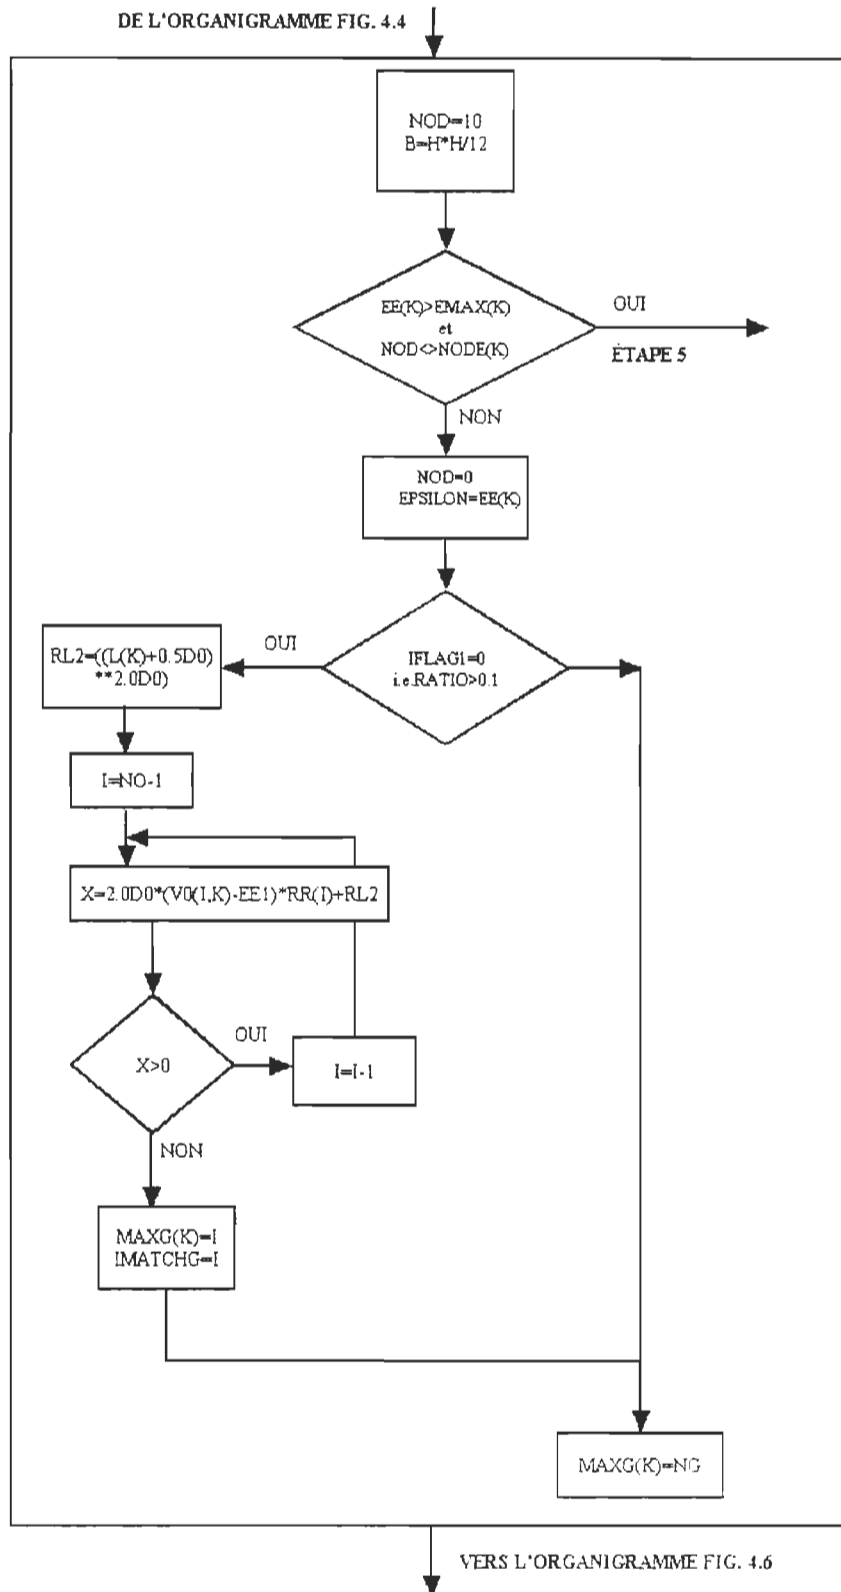 DE L'ORGANIGRAMME FIG. 4.4
NOD=10
B=H*H/12
EE(K)>EMAX(K)
et
NOD<>NODE(K)
OUI
ÉTAPE 5
NON
NOD=0
EPSILON=EE(K)
IFLAG1=0
i.e.RATIO>0.1
OUI
RL2=((L(K)+0.5D0)
**2.0D0)
I=NO-1
X=2.0D0*(V0(I,K)-EE1)*RR(I)+RL2
X>0
OUI
I=I-1
NON
MAXG(K)=I
IMATCHG=I
MAXG(K)=NG
VERS L'ORGANIGRAMME FIG. 4.6